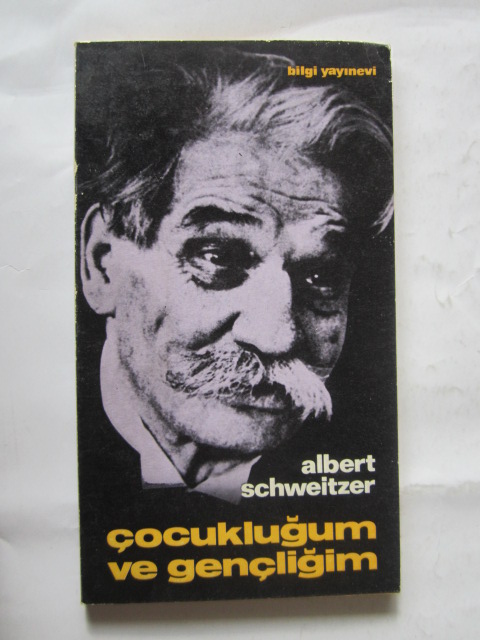 bilgi yayınevi
albert
schweitzer
çocukluğum
ve gençliğim